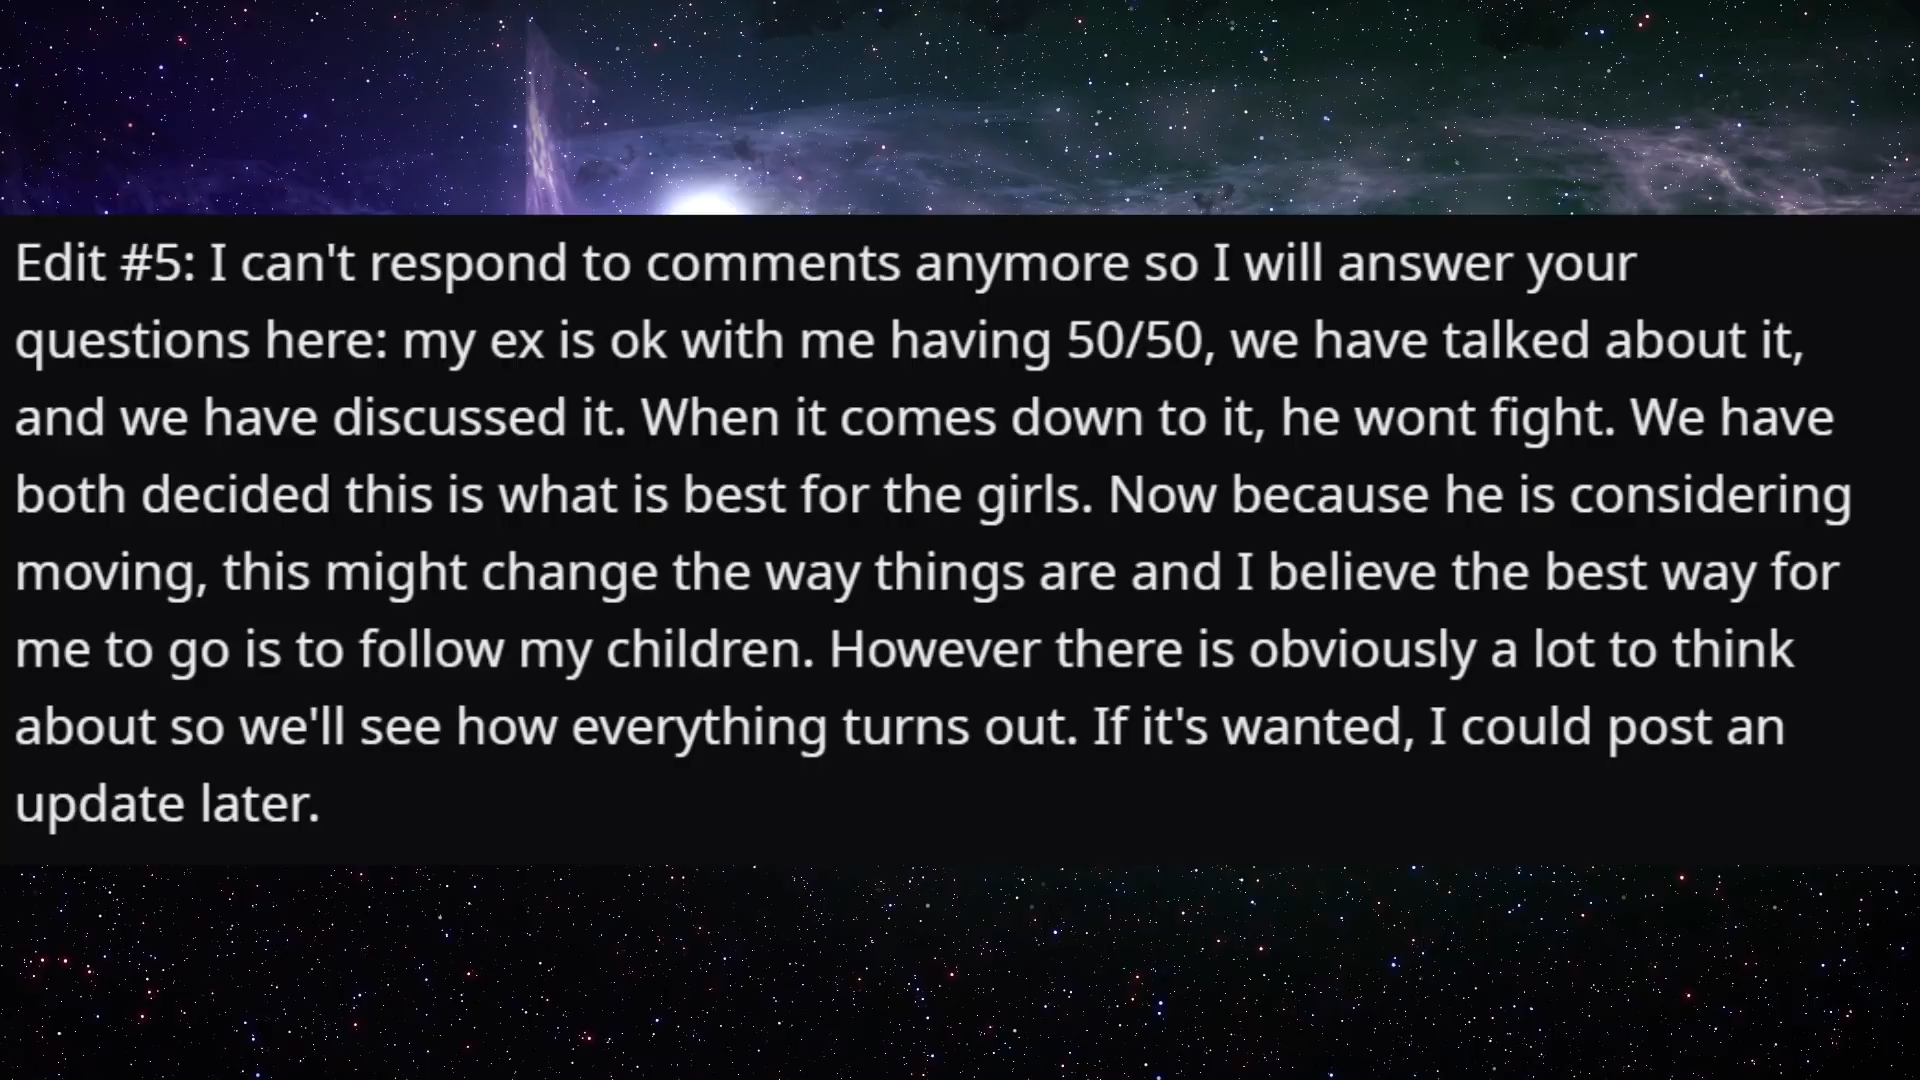 Edit #5: I can't respond to comments anymore so I will answer your
questions here: my ex is ok with me having 50/50, we have talked about it,
and we have discussed it. When it comes down to it, he wont fight. We have
both decided this is what is best for the girls. Now because he is considering
moving, this might change the way things are and I believe the best way for
me to go is to follow my children. However there is obviously a lot to think
about so we'll see how everything turns out. If it's wanted, I could post an
update later.